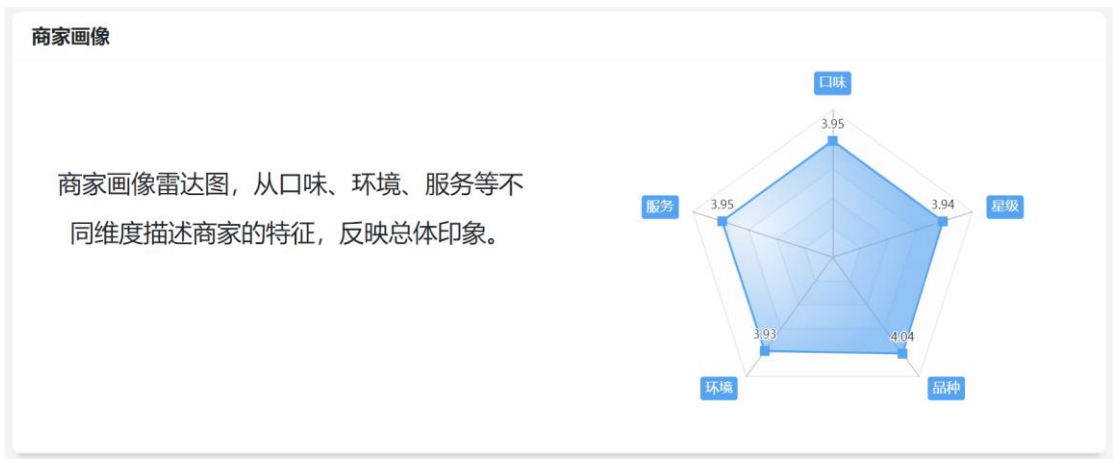 商家画像
商家画像雷达图，从口味、环境、服务等不
同维度描述商家的特征，反映总体印象。
口味
3.95
服务
3.95
3.94
星级
3.93
4.04
环境
品种